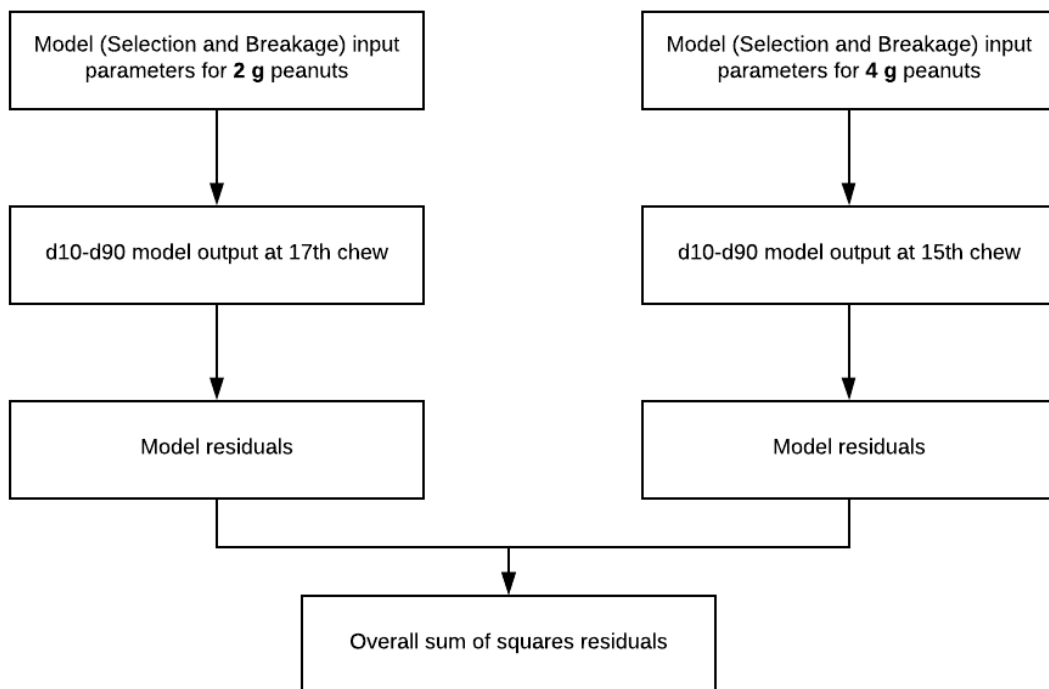 Model (Selection and Breakage) input
parameters for 2 g peanuts
Model (Selection and Breakage) input
parameters for 4 g peanuts
d10-d90 model output at 17th chew
d10-d90 model output at 15th chew
Model residuals
Model residuals
Overall sum of squares residuals